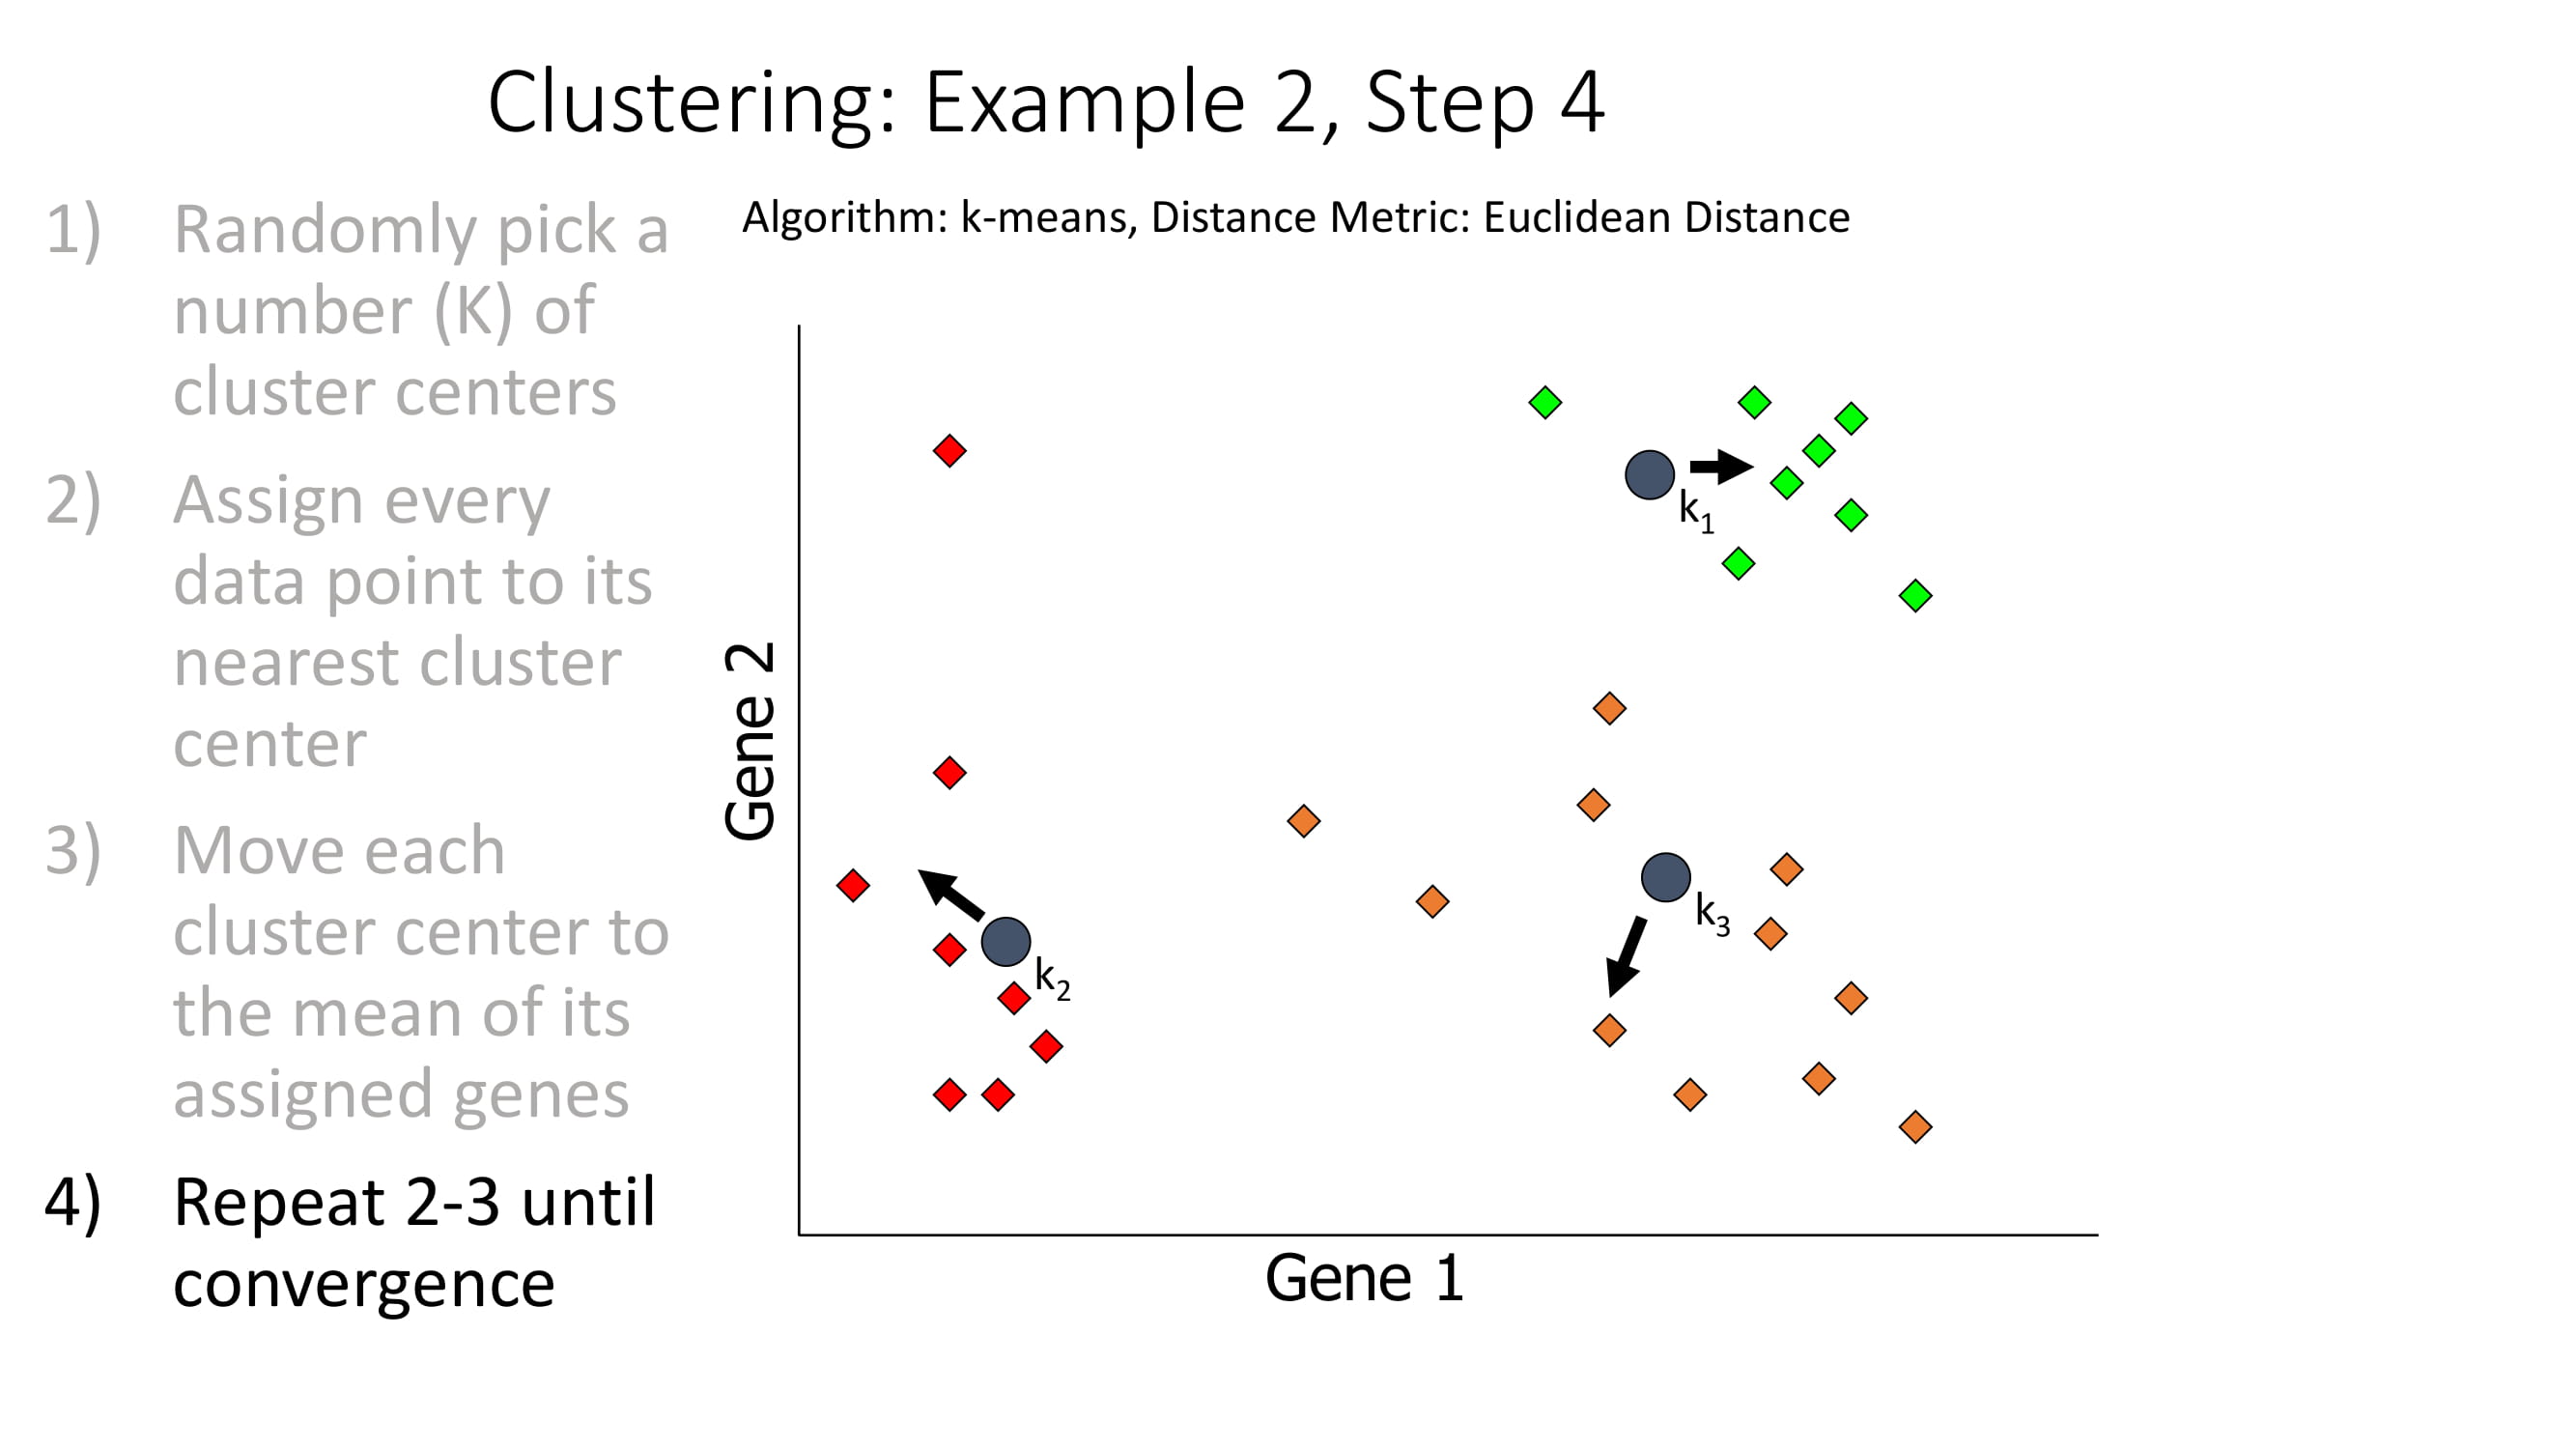 Clustering: Example 2, Step 4
1) Randomly pick a
number (K) of
cluster centers
2) Assign every
data point to its
nearest cluster
center
3) Move each
cluster center to
the mean of its
assigned genes
4) Repeat 2-3 until
convergence
Algorithm: k-means, Distance Metric: Euclidean Distance
Gene 2
k₁
k₂
k₃
Gene 1